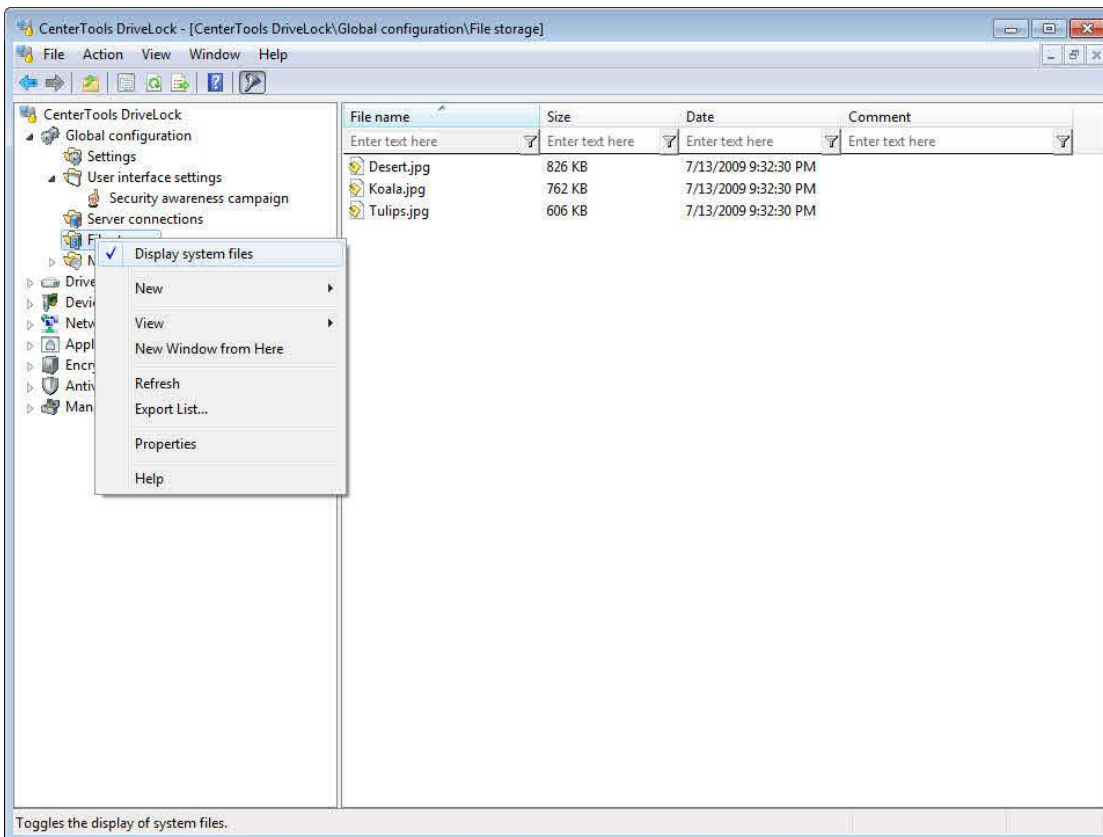 CenterTools DriveLock - [CenterTools DriveLock\Global configuration\File storage]
File Action View Window Help
CenterTools DriveLock
Global configuration
Settings
User interface settings
Security awareness campaign
Server connections
Display system files
New
View
New Window from Here
Refresh
Export List...
Properties
Help
File name Size Date Comment
Enter text here Enter text here Enter text here Enter text here
Desert.jpg 826 KB 7/13/2009 9:32:30 PM
Koala.jpg 762 KB 7/13/2009 9:32:30 PM
Tulips.jpg 606 KB 7/13/2009 9:32:30 PM
Toggles the display of system files.